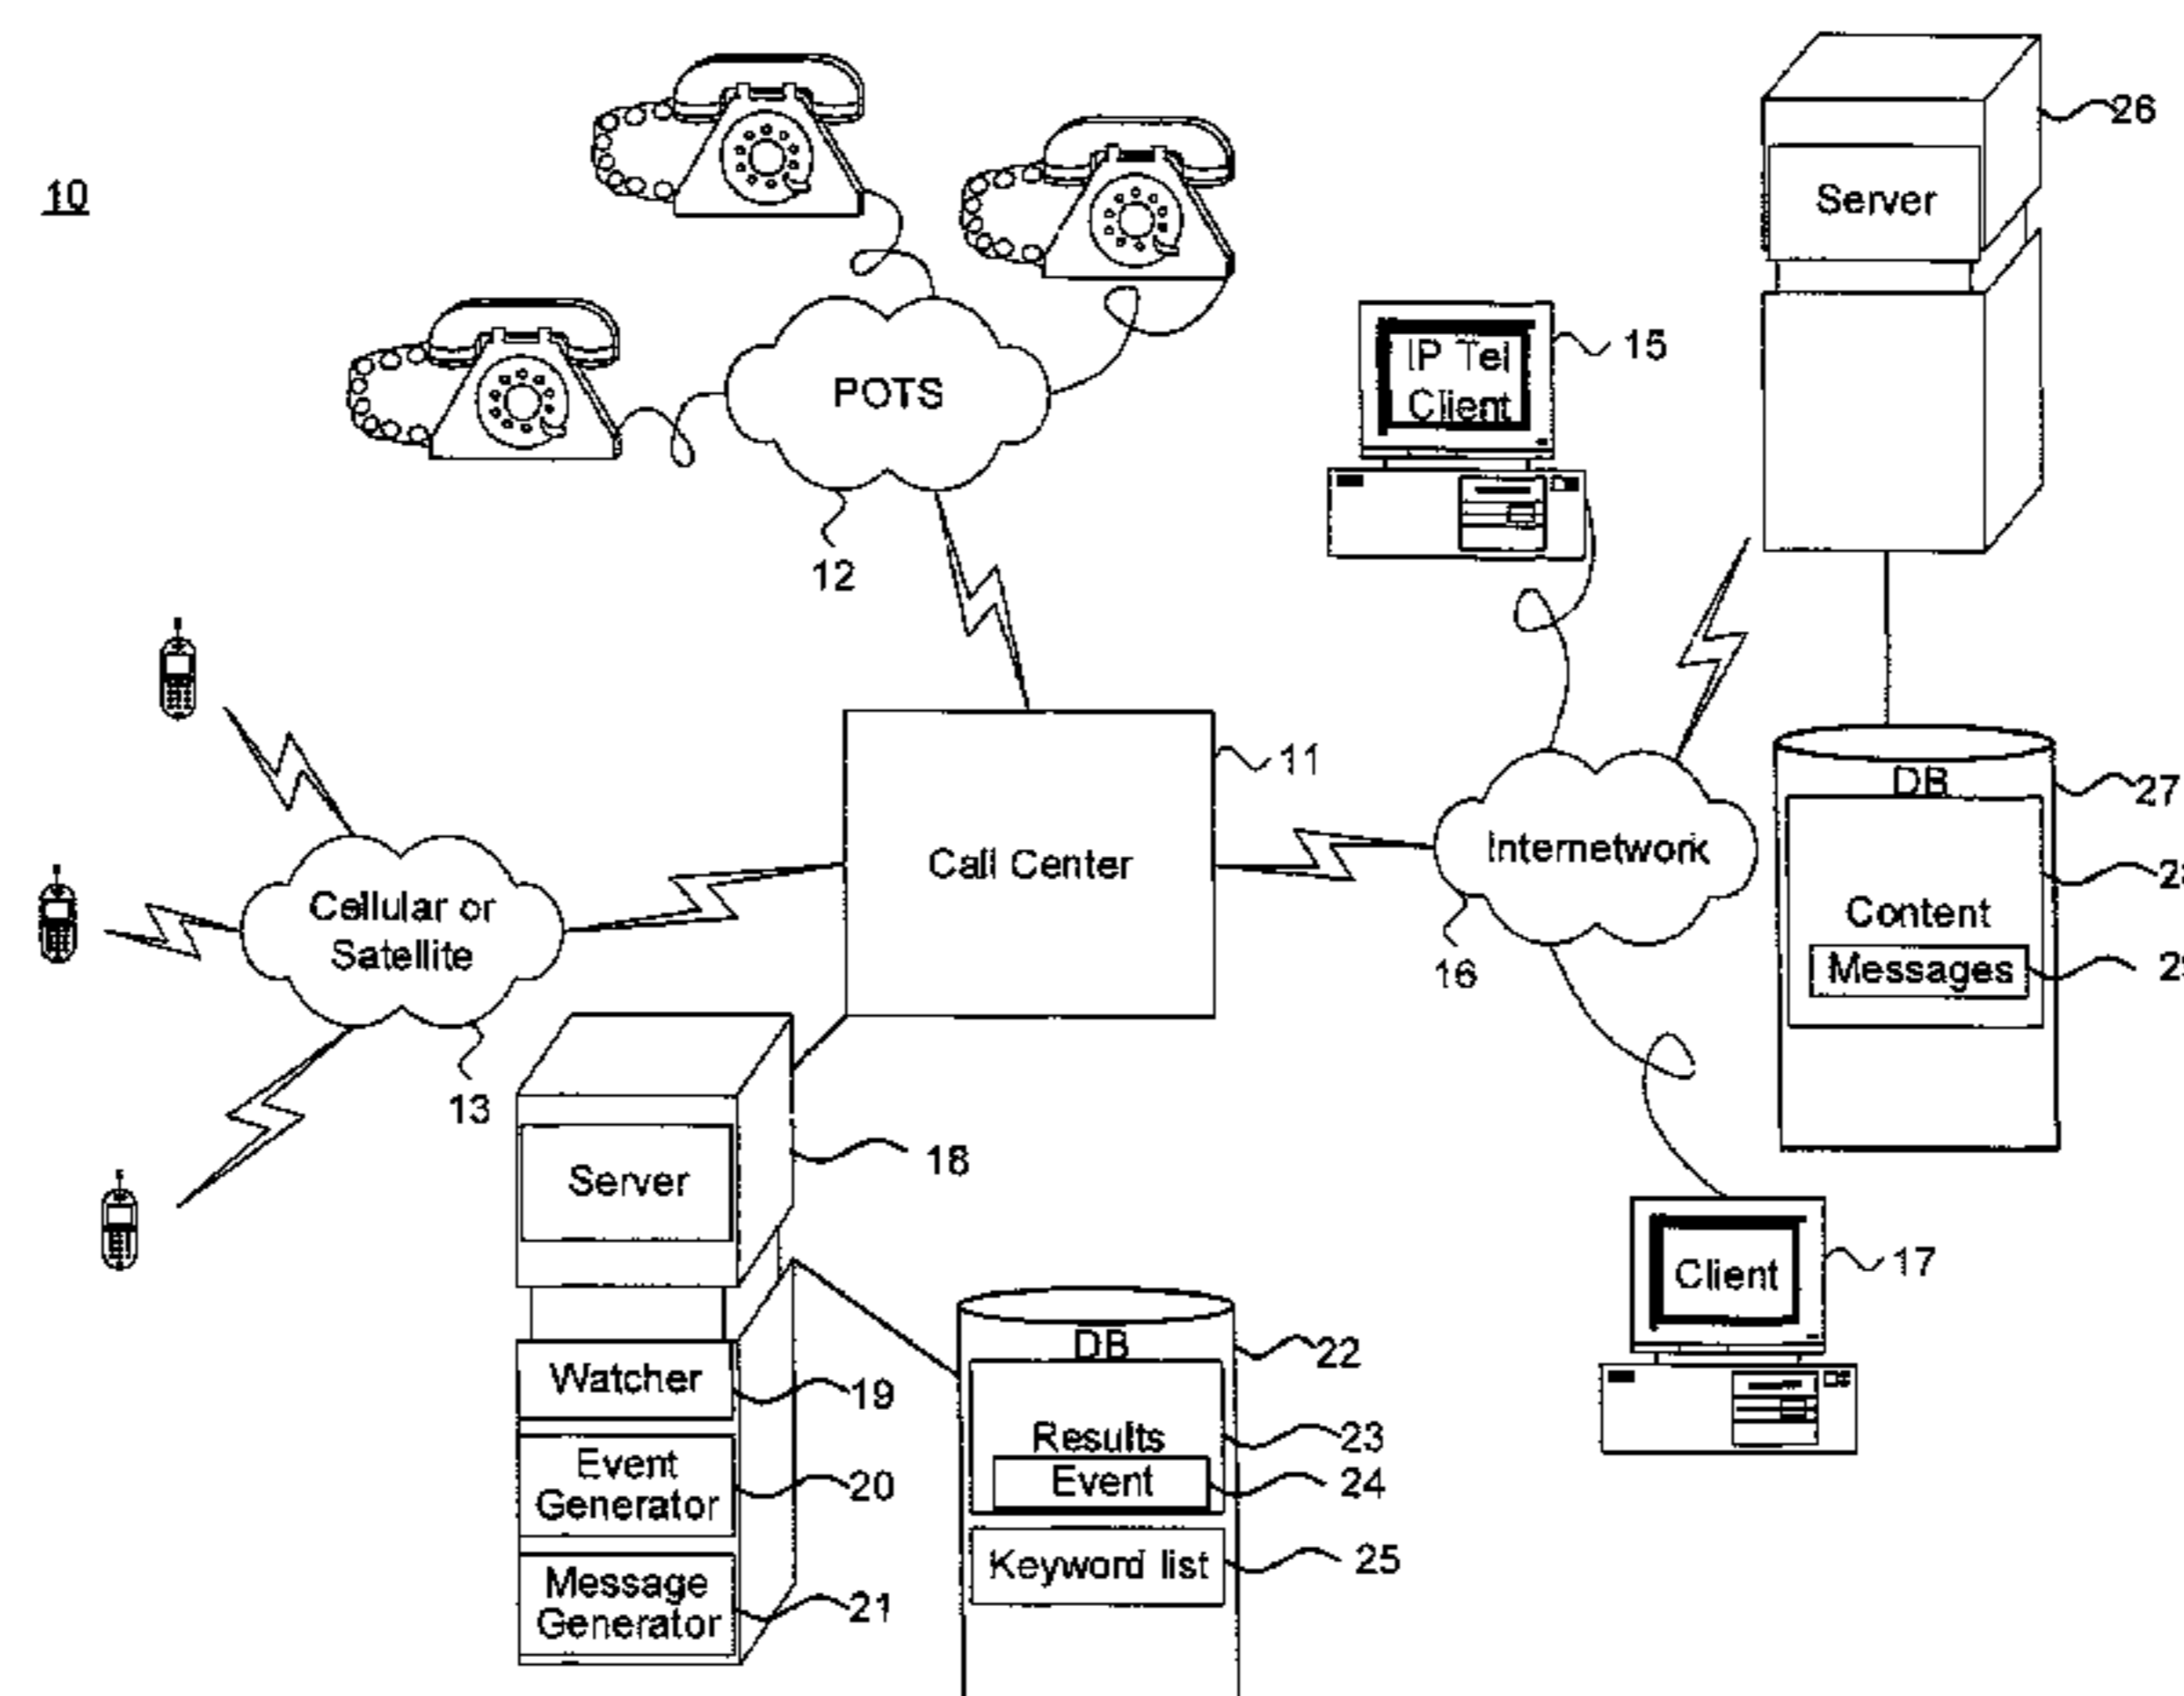 10
26
Server
15
IP Tel
Client
POTS
12
11
DB
27
Call Center
Internetwork
Content
Messages
Cellular or
Satellite
16
13
18
Server
17
Client
DB
22
Watcher
19
Results
23
Event
24
Event
Generator
20
Keyword list
25
Message
Generator
21